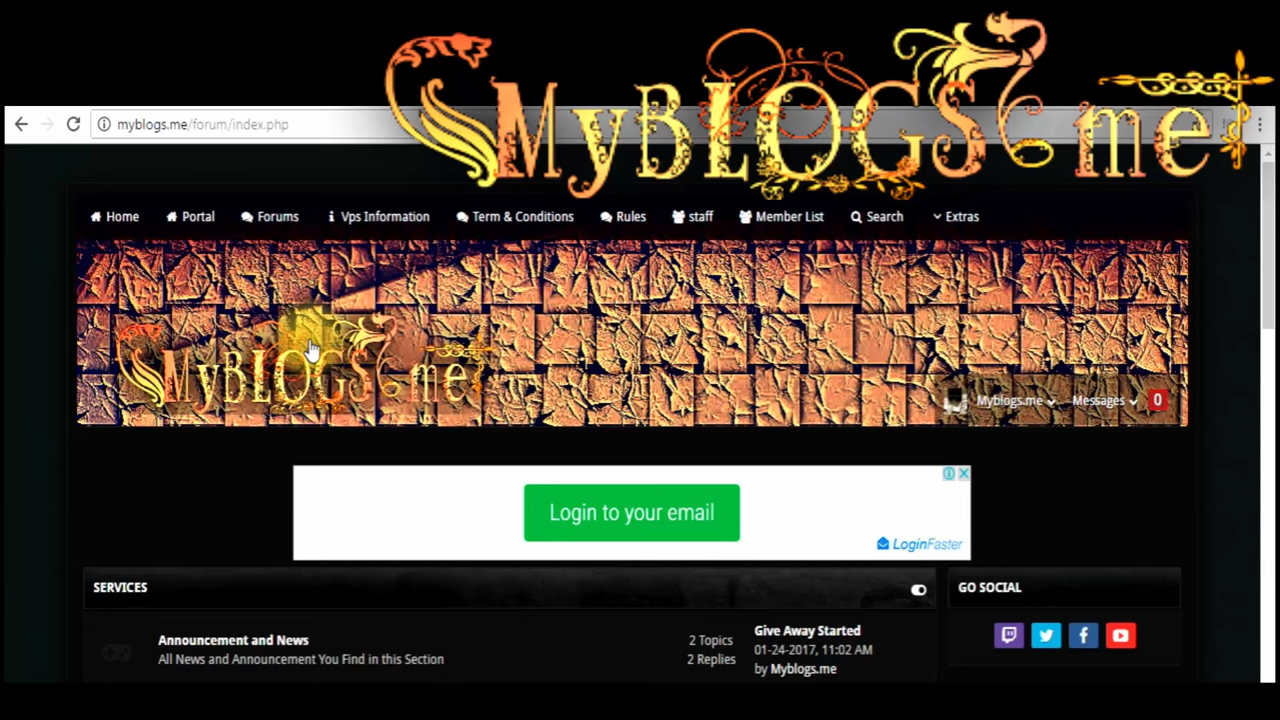 MyBLOGS.me
myblogs.me/forum/index.php
Home Portal Forums Vps Information Term & Conditions Rules staff Member List Search Extras
MyBLOGS.me
Myblogs.me Messages 0
Login to your email
LoginFaster
SERVICES
GO SOCIAL
Announcement and News
All News and Announcement You Find in this Section
2 Topics
2 Replies
Give Away Started
01-24-2017, 11:02 AM
by Myblogs.me